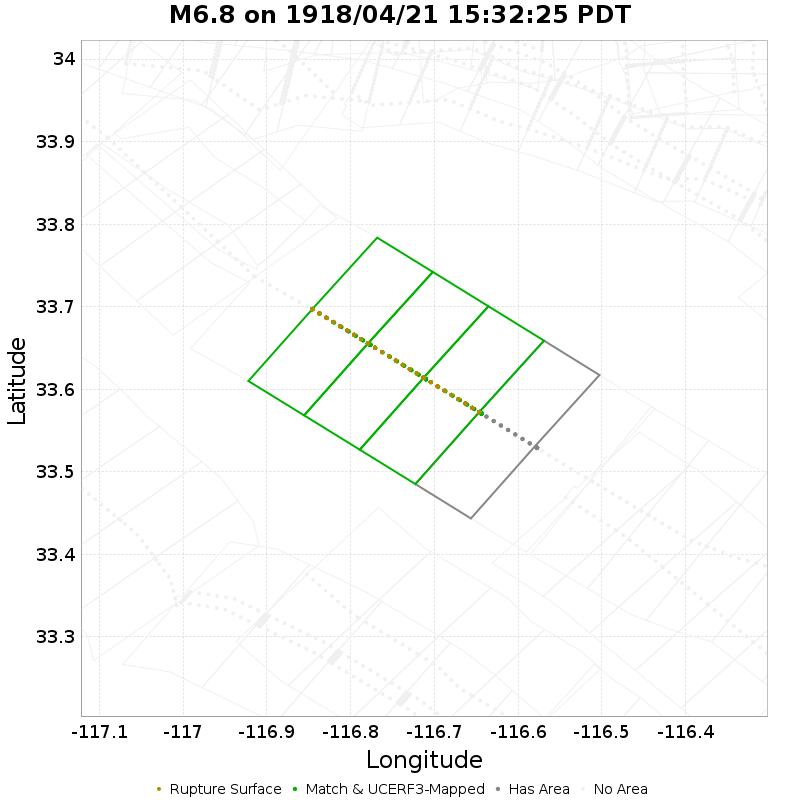 M6.8 on 1918/04/21 15:32:25 PDT
34
33.9
33.8
33.7
33.6
33.5
33.4
33.3
Latitude
-117.1 -117 -116.9 -116.8 -116.7 -116.6 -116.5 -116.4
Longitude
Rupture Surface Match & UCERF3-Mapped Has Area No Area